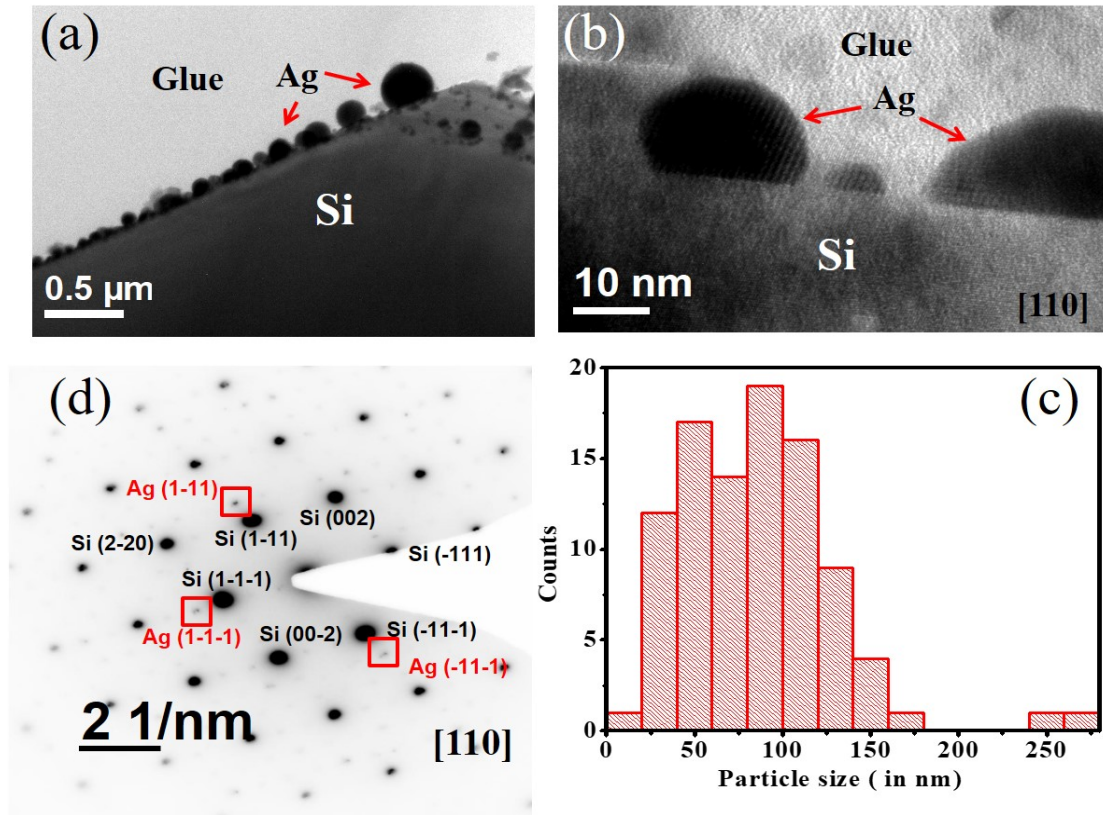 (a)
Glue
Ag
Si
0.5 µm
(b)
Glue
Ag
Si
10 nm
[110]
(d)
Ag (1-11)
Si (002)
Si (2-20)
Si (1-11)
Si (-111)
Si (1-1-1)
Ag (1-1-1)
Si (00-2)
Si (-11-1)
Ag (-11-1)
2 1/nm
[110]
(c)
20
15
10
5
0
Counts
0 50 100 150 200 250
Particle size ( in nm)